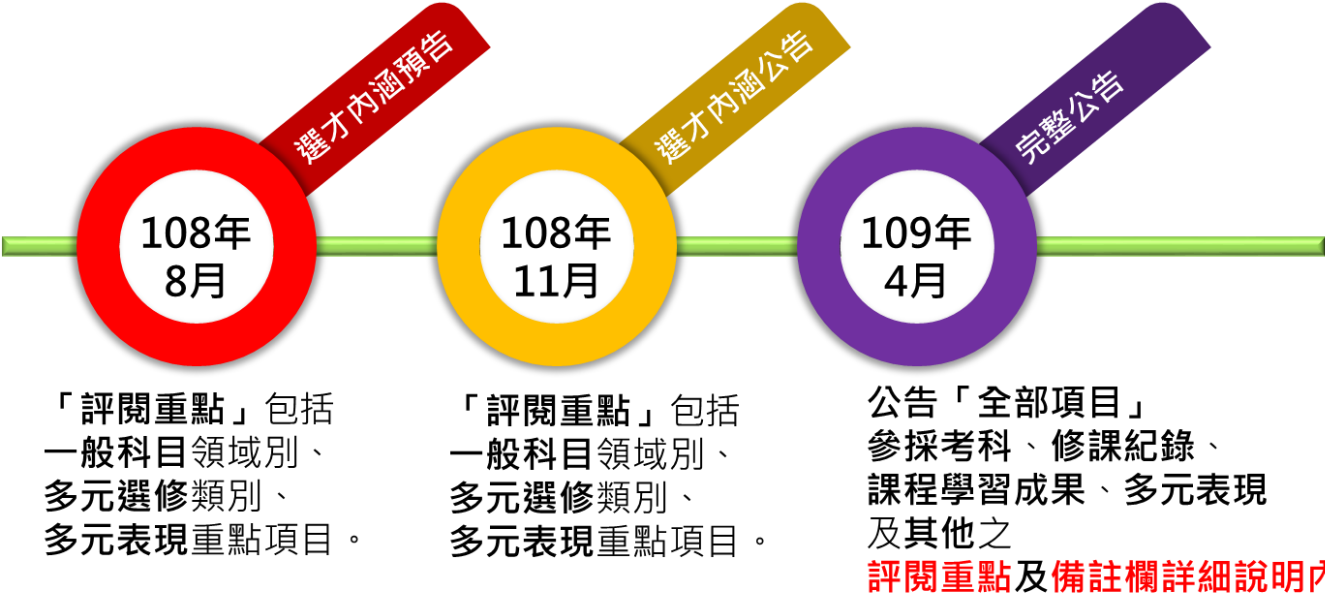 選才內涵預告
108年
8月
「評閱重點」包括
一般科目領域別、
多元選修類別、
多元表現重點項目。
選才內涵公告
108年
11月
「評閱重點」包括
一般科目領域別、
多元選修類別、
多元表現重點項目。
完整公告
109年
4月
公告「全部項目」
參採考科、修課紀錄、
課程學習成果、多元表現
及其他之
評閱重點及備註欄詳細說明